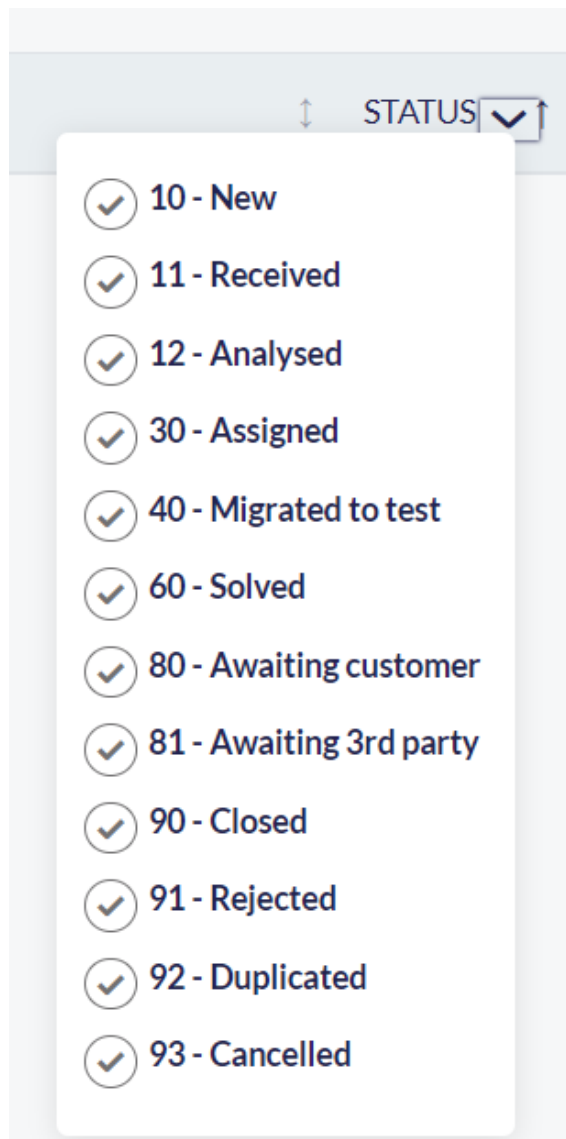 STATUS
10 - New
11 - Received
12 - Analysed
30 - Assigned
40 - Migrated to test
60 - Solved
80 - Awaiting customer
81 - Awaiting 3rd party
90 - Closed
91 - Rejected
92 - Duplicated
93 - Cancelled